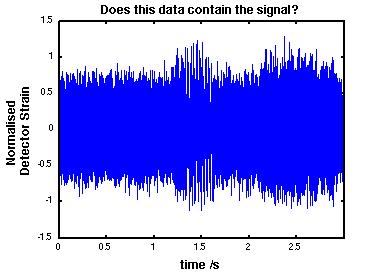 Does this data contain the signal?
1.5
1
0.5
0
-0.5
-1
-1.5
Normalised
Detector Strain
0 0.5 1 1.5 2 2.5
time /s